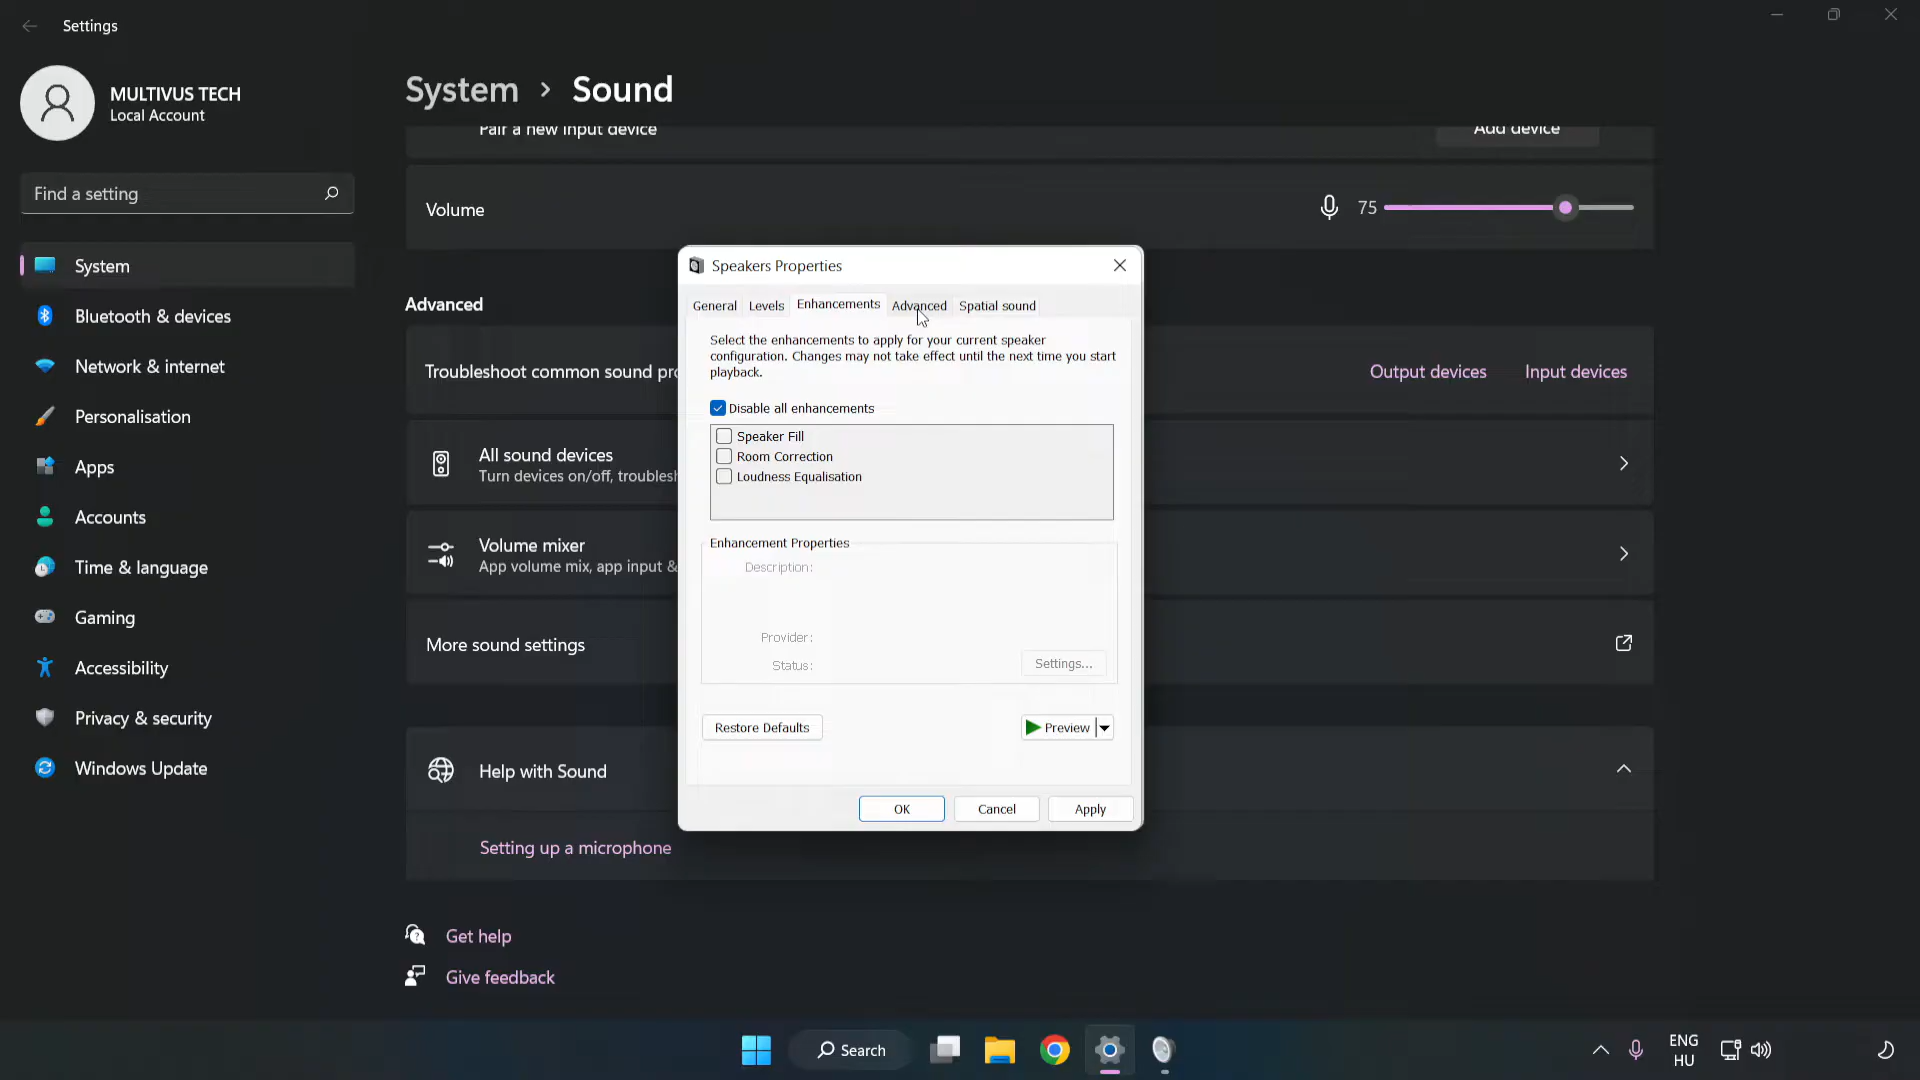 Settings
MULTIVUS TECH
Local Account
Find a setting
System
Bluetooth & devices
Network & internet
Personalisation
Apps
Accounts
Time & language
Gaming
Accessibility
Privacy & security
Windows Update
System > Sound
Pair a new input device
Add device
Volume
75
Advanced
Troubleshoot common sound pro
Output devices
Input devices
All sound devices
Turn devices on/off, troublesh
Volume mixer
App volume mix, app input &
More sound settings
Help with Sound
Setting up a microphone
Get help
Give feedback
Speakers Properties
General Levels Enhancements Advanced Spatial sound
Select the enhancements to apply for your current speaker
configuration. Changes may not take effect until the next time you start
playback.
Disable all enhancements
Speaker Fill
Room Correction
Loudness Equalisation
Enhancement Properties
Description:
Provider:
Status:
Settings...
Restore Defaults
Preview
OK
Cancel
Apply
Search
ENG
HU